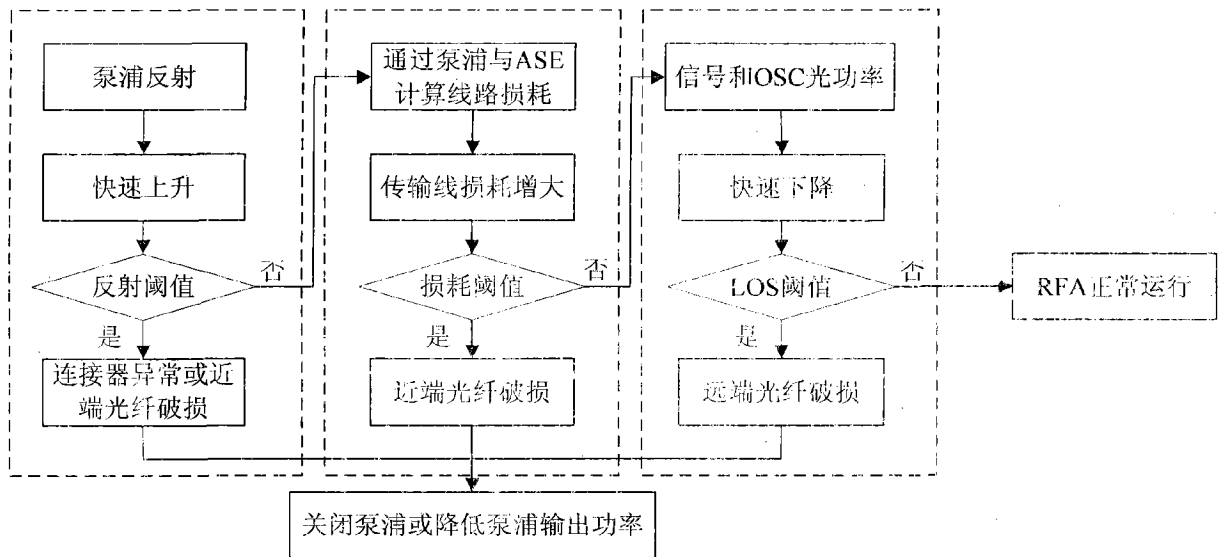 泵浦反射
快速上升
反射阈值
否
是
连接器异常或近
端光纤破损
通过泵浦与ASE
计算线路损耗
传输线损耗增大
损耗阈值
否
是
近端光纤破损
信号和OSC光功率
快速下降
LOS阈值
否
是
远端光纤破损
RFA正常运行
关闭泵浦或降低泵浦输出功率